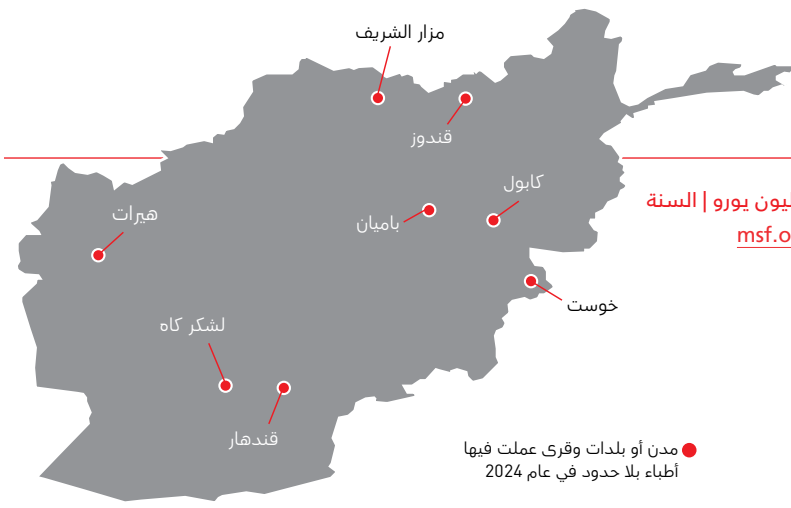 مزار الشريف
قندوز
كابول
باميان
هيرات
يون يورو | السنة
msf.o
خوست
لشكر كاه
قندهار
مدن أو بلدات وقرى عملت فيها
أطباء بلا حدود في عام 2024